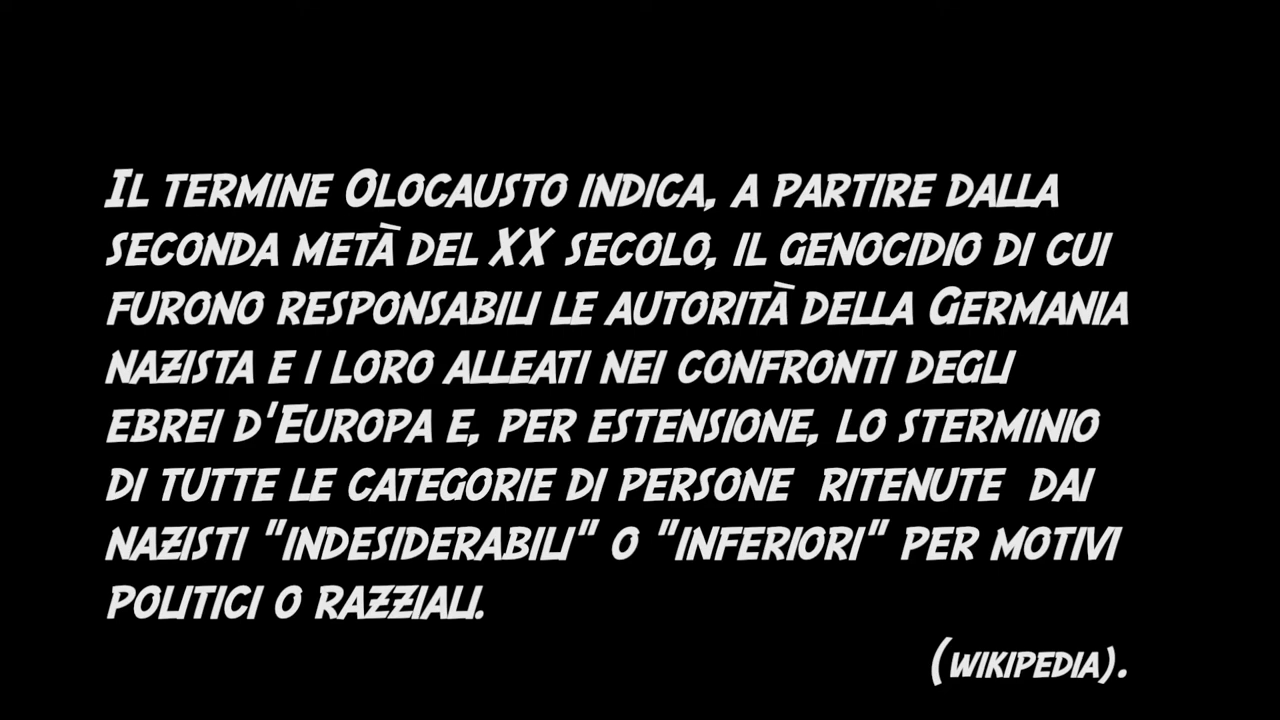 Il termine Olocausto indica, a partire dalla
seconda metà del XX secolo, il genocidio di cui
furono responsabili le autorità della Germania
nazista e i loro alleati nei confronti degli
ebrei d'Europa e, per estensione, lo sterminio
di tutte le categorie di persone ritenute dai
nazisti "indesiderabili" o "inferiori" per motivi
politici o razziali.
(wikipedia).